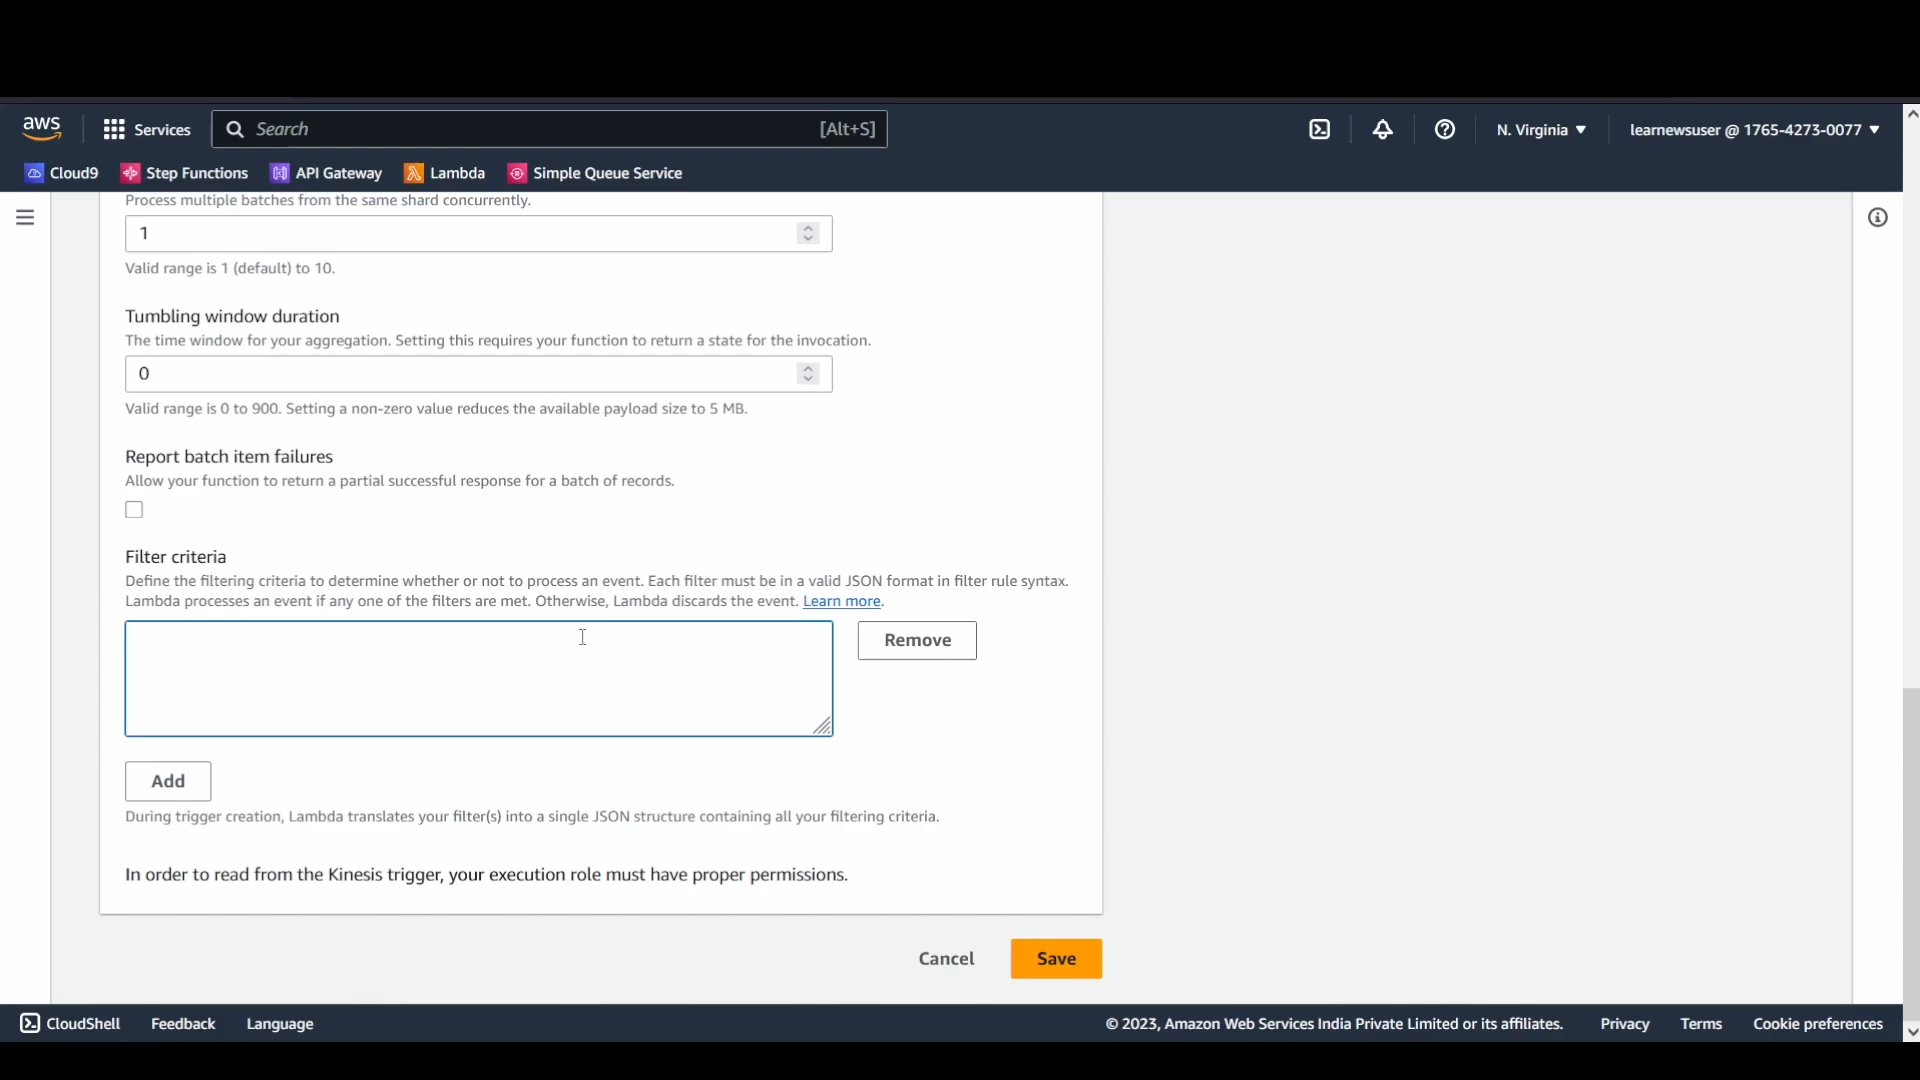 aws
Services
Search
[Alt+S]
N. Virginia
learnewsuser @ 1765-4273-0077
Cloud9
Step Functions
API Gateway
Lambda
Simple Queue Service
Process multiple batches from the same shard concurrently.
1
Valid range is 1 (default) to 10.
Tumbling window duration
The time window for your aggregation. Setting this requires your function to return a state for the invocation.
0
Valid range is 0 to 900. Setting a non-zero value reduces the available payload size to 5 MB.
Report batch item failures
Allow your function to return a partial successful response for a batch of records.
Filter criteria
Define the filtering criteria to determine whether or not to process an event. Each filter must be in a valid JSON format in filter rule syntax.
Lambda processes an event if any one of the filters are met. Otherwise, Lambda discards the event. Learn more.
Remove
Add
During trigger creation, Lambda translates your filter(s) into a single JSON structure containing all your filtering criteria.
In order to read from the Kinesis trigger, your execution role must have proper permissions.
Cancel
Save
CloudShell
Feedback
Language
© 2023, Amazon Web Services India Private Limited or its affiliates.
Privacy
Terms
Cookie preferences